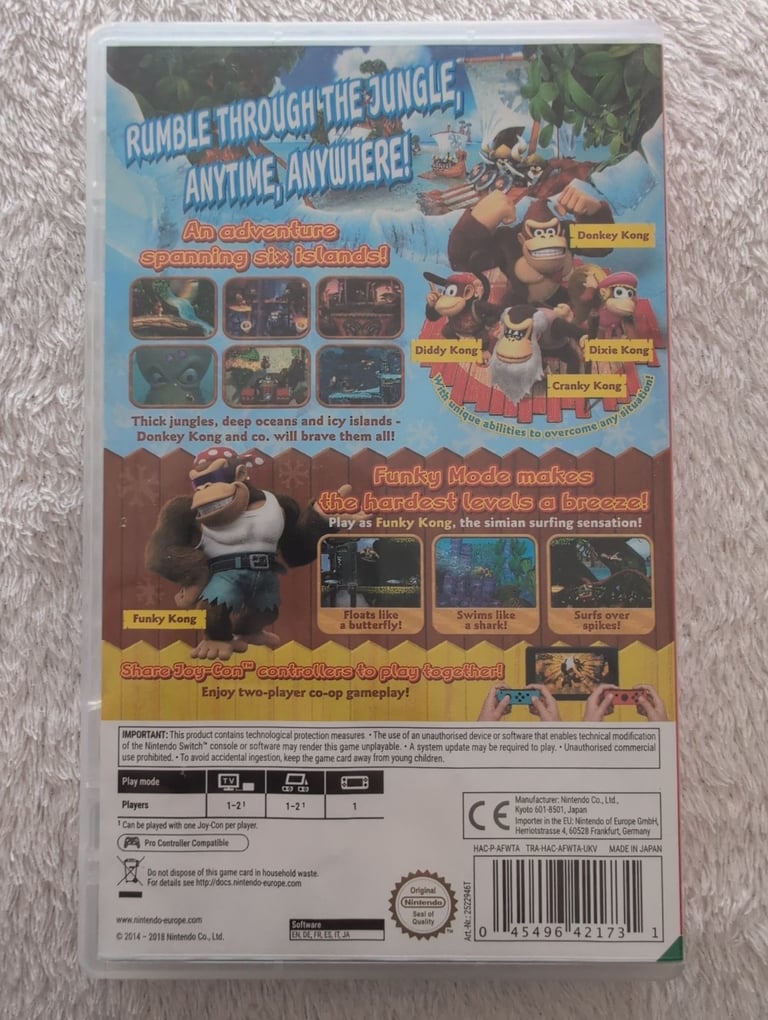 RUMBLE THROUGH THE JUNGLE,
ANYTIME, ANYWHERE!
An adventure
spanning six islands!
Donkey Kong
Diddy Kong
Dixie Kong
Cranky Kong
With unique abilities to overcome any situation!
Thick jungles, deep oceans and icy islands -
Donkey Kong and co. will brave them all!
Funky Mode makes
the hardest levels a breeze!
Play as Funky Kong, the simian surfing sensation!
Funky Kong
Floats like
a butterfly!
Swims like
a shark!
Surfs over
spikes!
Share Joy-Con™ controllers to play together!
Enjoy two-player co-op gameplay!
IMPORTANT: This product contains technological protection measures. • The use of an unauthorised device or software that enables technical modification
of the Nintendo Switch™ console or software may render this game unplayable. • A system update may be required to play. • Unauthorised commercial
use prohibited. • To avoid accidental ingestion, keep the game card away from young children.
Play mode
TV
Players
1–2¹
1–2¹
1
¹ Can be played with one Joy-Con per player.
Pro Controller Compatible
Do not dispose of this game card in household waste.
For details see http://docs.nintendo-europe.com
www.nintendo-europe.com
© 2014 – 2018 Nintendo Co., Ltd.
Software
EN, DE, FR, ES, IT, JA
Original
Nintendo
Seal of
Quality
TM
CE
Manufacturer: Nintendo Co., Ltd.,
Kyoto 601-8501, Japan
Importer in the EU: Nintendo of Europe GmbH,
Herriotstrasse 4, 60528 Frankfurt, Germany
HAC-P-AFWTA TRA-HAC-AFWTA-UKV MADE IN JAPAN
Art.-Nr.: 2522946T
0 45496 42173 1